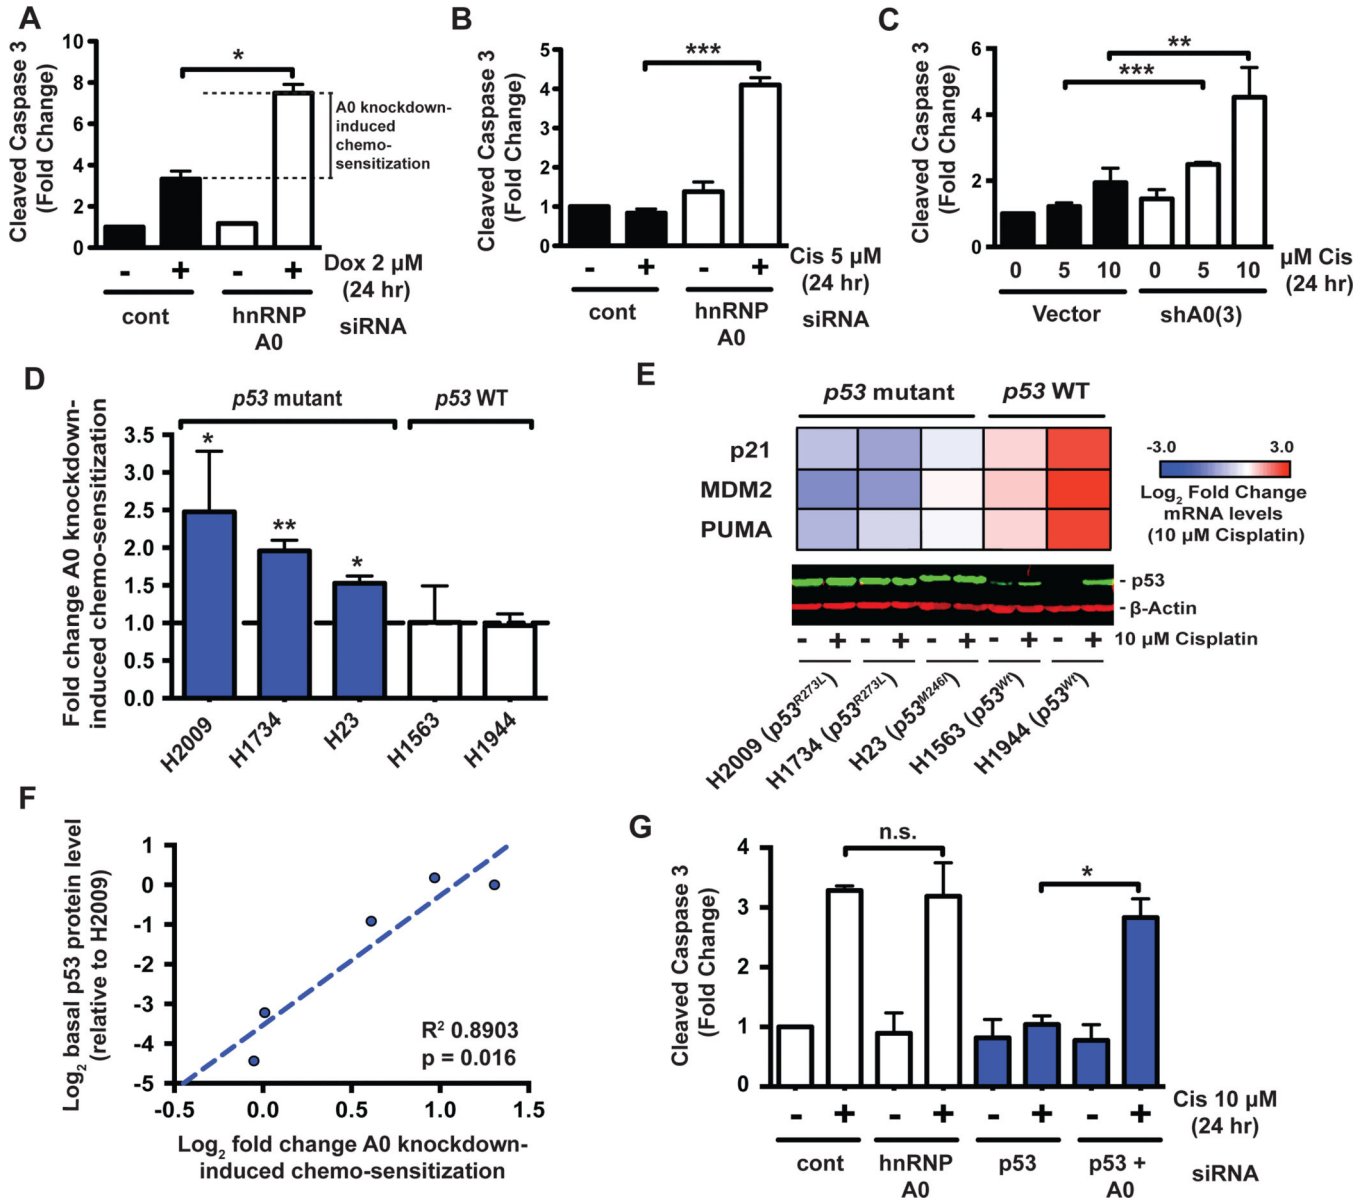 A
Cleaved Caspase 3
(Fold Change)
10
8
6
4
2
0
*
A0 knockdown-
induced
chemo-
sensitization
- + - +
Dox 2 µM
(24 hr)
cont
hnRNP
A0
siRNA
B
Cleaved Caspase 3
(Fold Change)
5
4
3
2
1
0
***
- + - +
Cis 5 µM
(24 hr)
cont
hnRNP
A0
siRNA
C
Cleaved Caspase 3
(Fold Change)
6
4
2
0
**
***
0 5 10 0 5 10
µM Cis
(24 hr)
Vector
shA0(3)
D
Fold change A0 knockdown-
induced chemo-sensitization
p53 mutant
p53 WT
3.5
3.0
2.5
2.0
1.5
1.0
0.5
0.0
*
**
*
H2009
H1734
H23
H1563
H1944
E
p53 mutant
p53 WT
p21
MDM2
PUMA
-3.0
3.0
Log2 Fold Change
mRNA levels
(10 µM Cisplatin)
- p53
- β-Actin
- + - + - + - + - +
10 µM Cisplatin
H2009 (p53R273L)
H1734 (p53R273L)
H23 (p53M246I)
H1563 (p53Wt)
H1944 (p53Wt)
F
Log2 basal p53 protein level
(relative to H2009)
1
0
-1
-2
-3
-4
-5
R2 0.8903
p = 0.016
-0.5 0.0 0.5 1.0 1.5
Log2 fold change A0 knockdown-
induced chemo-sensitization
G
Cleaved Caspase 3
(Fold Change)
4
3
2
1
0
n.s.
*
- + - + - + - +
Cis 10 µM
(24 hr)
cont
hnRNP
A0
p53
p53 +
A0
siRNA